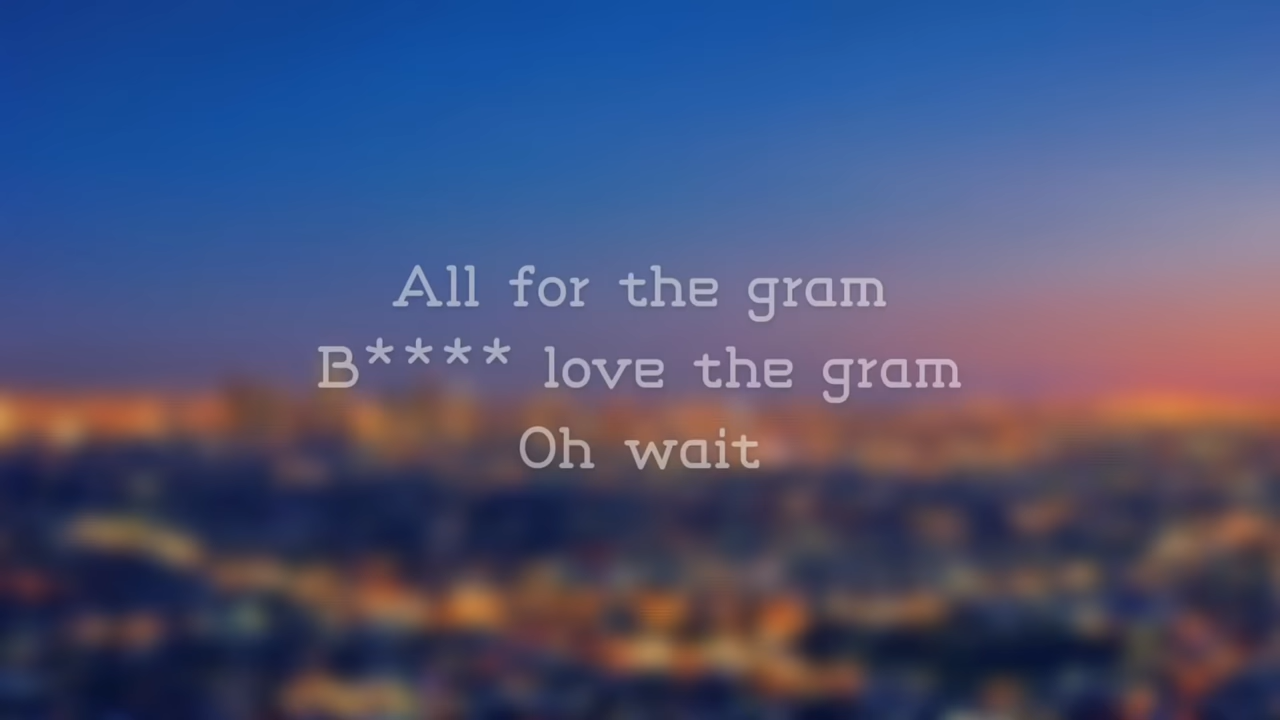 All for the gram
B**** love the gram
Oh wait